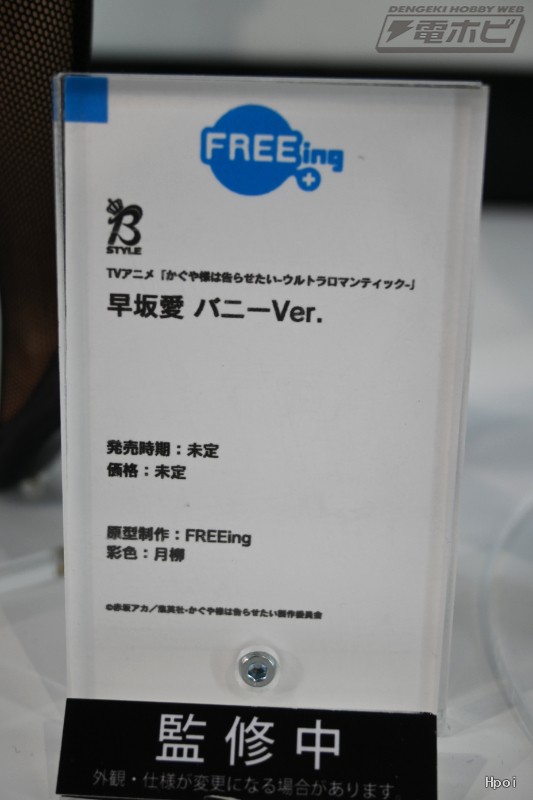 DENGEKI HOBBY WEB
電ホビ
FREEing
B
STYLE
TVアニメ「かぐや様は告らせたい-ウルトラロマンティック-」
早坂愛 バニーVer.
発売時期：未定
価格：未定
原型制作：FREEing
彩色：月柳
©赤坂アカ／集英社・かぐや様は告らせたい製作委員会
監修中
外観・仕様が変更になる場合があります。
Hpoi